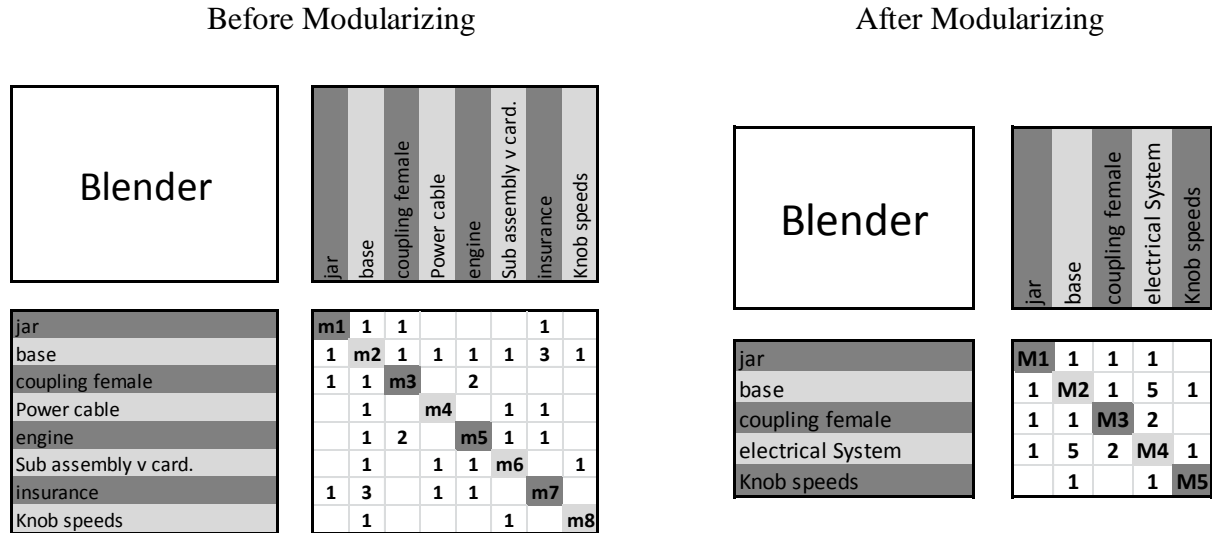 Before Modularizing
After Modularizing
Blender
jar
base
coupling female
Power cable
engine
Sub assembly v card.
insurance
Knob speeds
jar m1 1 1 1
base 1 m2 1 1 1 1 3 1
coupling female 1 1 m3 2
Power cable 1 m4 1 1
engine 1 2 m5 1 1
Sub assembly v card. 1 1 1 m6 1
insurance 1 3 1 1 m7
Knob speeds 1 1 m8
Blender
jar
base
coupling female
electrical System
Knob speeds
jar M1 1 1 1
base 1 M2 1 5 1
coupling female 1 1 M3 2
electrical System 1 5 2 M4 1
Knob speeds 1 1 M5